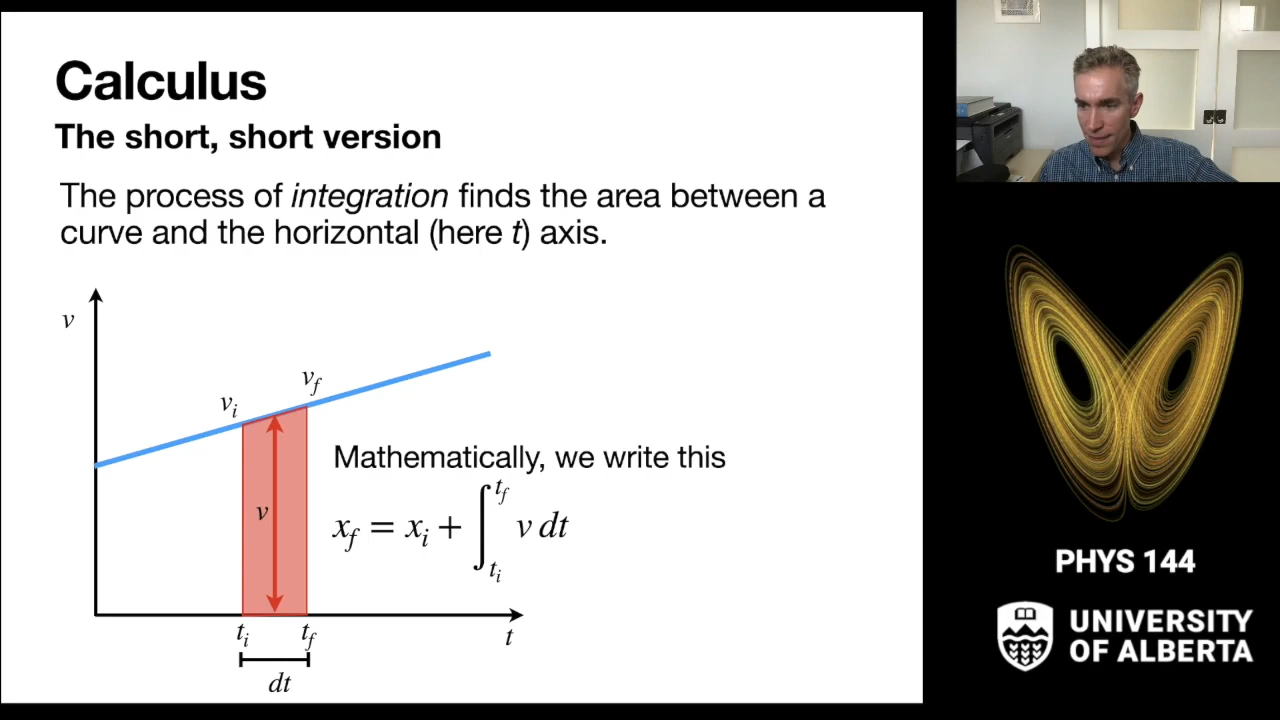 Calculus
The short, short version
The process of integration finds the area between a
curve and the horizontal (here t) axis.
v
v_i
v_f
v
Mathematically, we write this
x_f = x_i + ∫_{t_i}^{t_f} v dt
t_i
t_f
t
dt
PHYS 144
UNIVERSITY
OF ALBERTA